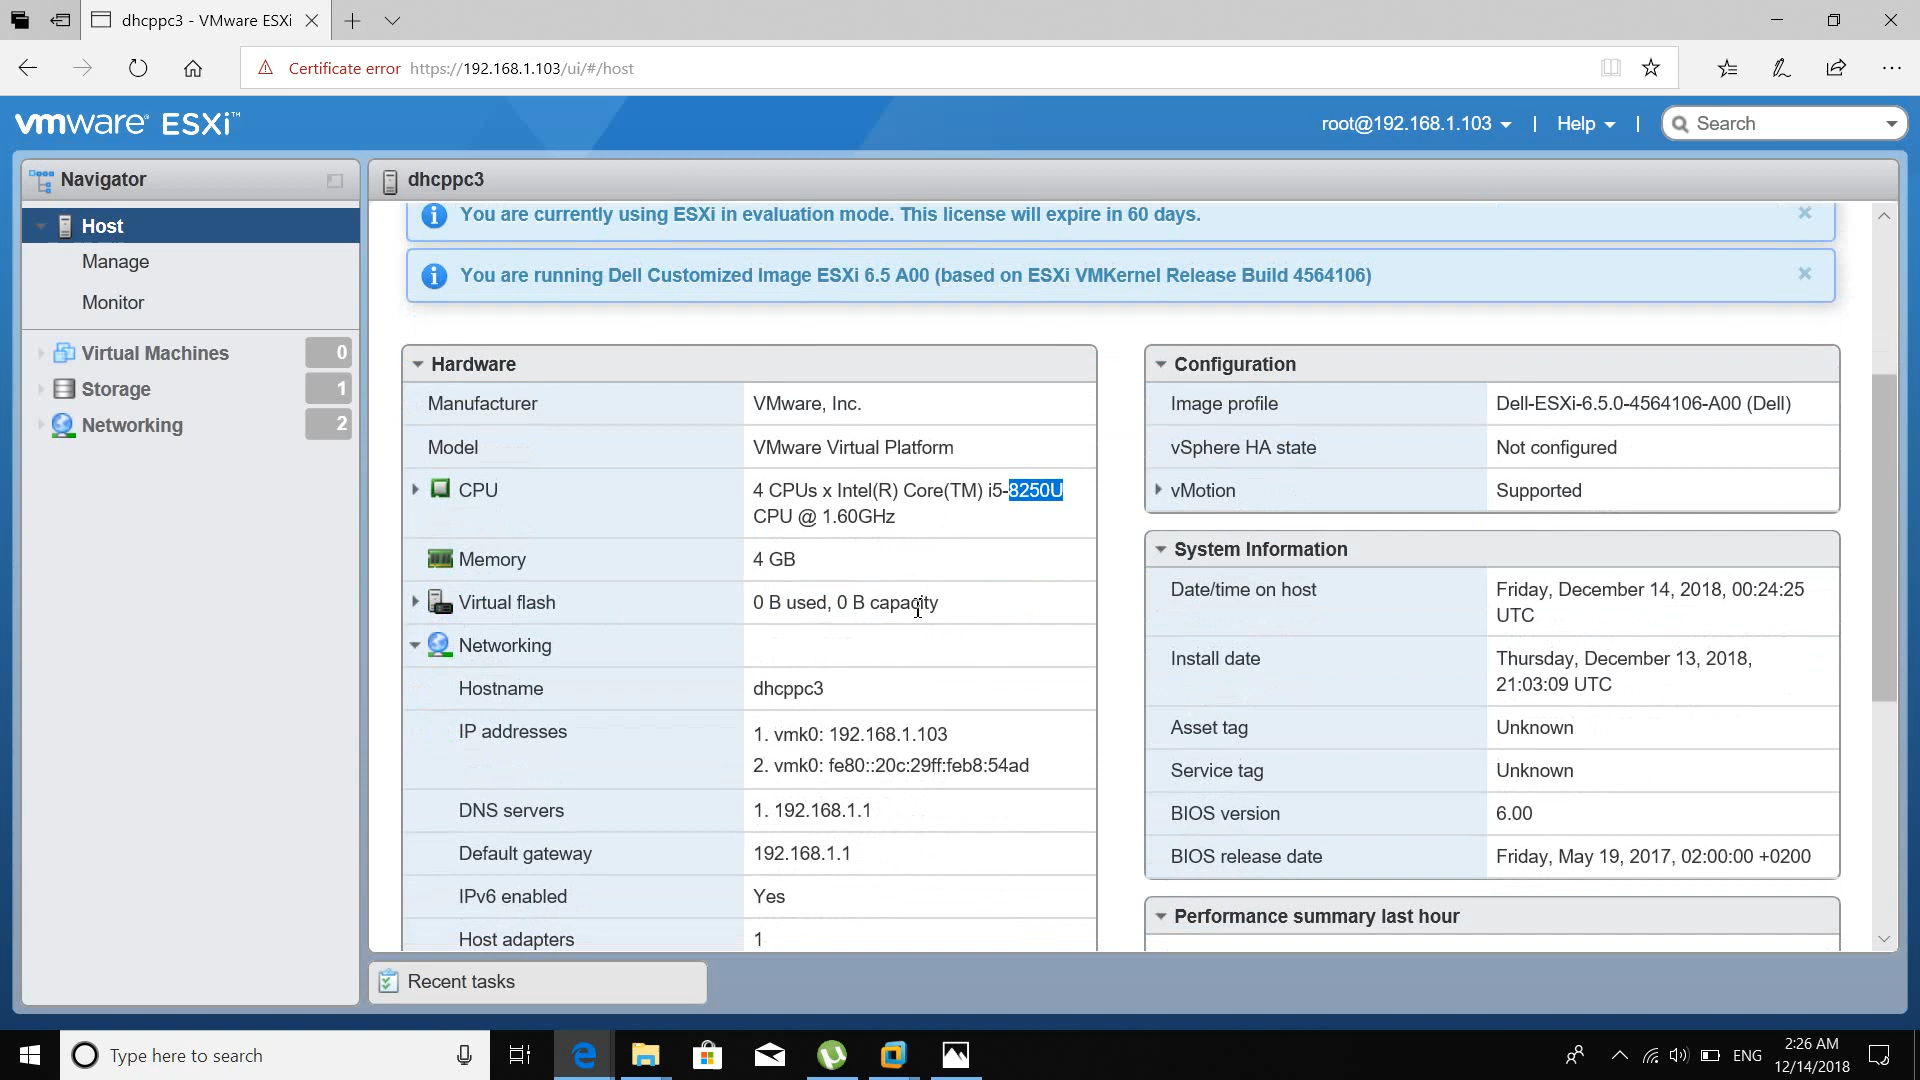 dhcppc3 - VMware ESXi
Certificate error https://192.168.1.103/ui/#/host
vmware ESXi™
root@192.168.1.103 | Help | Search
Navigator
Host
Manage
Monitor
Virtual Machines 0
Storage 1
Networking 2
dhcppc3
You are currently using ESXi in evaluation mode. This license will expire in 60 days.
You are running Dell Customized Image ESXi 6.5 A00 (based on ESXi VMKernel Release Build 4564106)
Hardware
Manufacturer VMware, Inc.
Model VMware Virtual Platform
CPU 4 CPUs x Intel(R) Core(TM) i5-8250U
CPU @ 1.60GHz
Memory 4 GB
Virtual flash 0 B used, 0 B capacity
Networking
Hostname dhcppc3
IP addresses 1. vmk0: 192.168.1.103
2. vmk0: fe80::20c:29ff:feb8:54ad
DNS servers 1. 192.168.1.1
Default gateway 192.168.1.1
IPv6 enabled Yes
Host adapters 1
Configuration
Image profile Dell-ESXi-6.5.0-4564106-A00 (Dell)
vSphere HA state Not configured
vMotion Supported
System Information
Date/time on host Friday, December 14, 2018, 00:24:25
UTC
Install date Thursday, December 13, 2018,
21:03:09 UTC
Asset tag Unknown
Service tag Unknown
BIOS version 6.00
BIOS release date Friday, May 19, 2017, 02:00:00 +0200
Performance summary last hour
Recent tasks
Type here to search
ENG
2:26 AM
12/14/2018